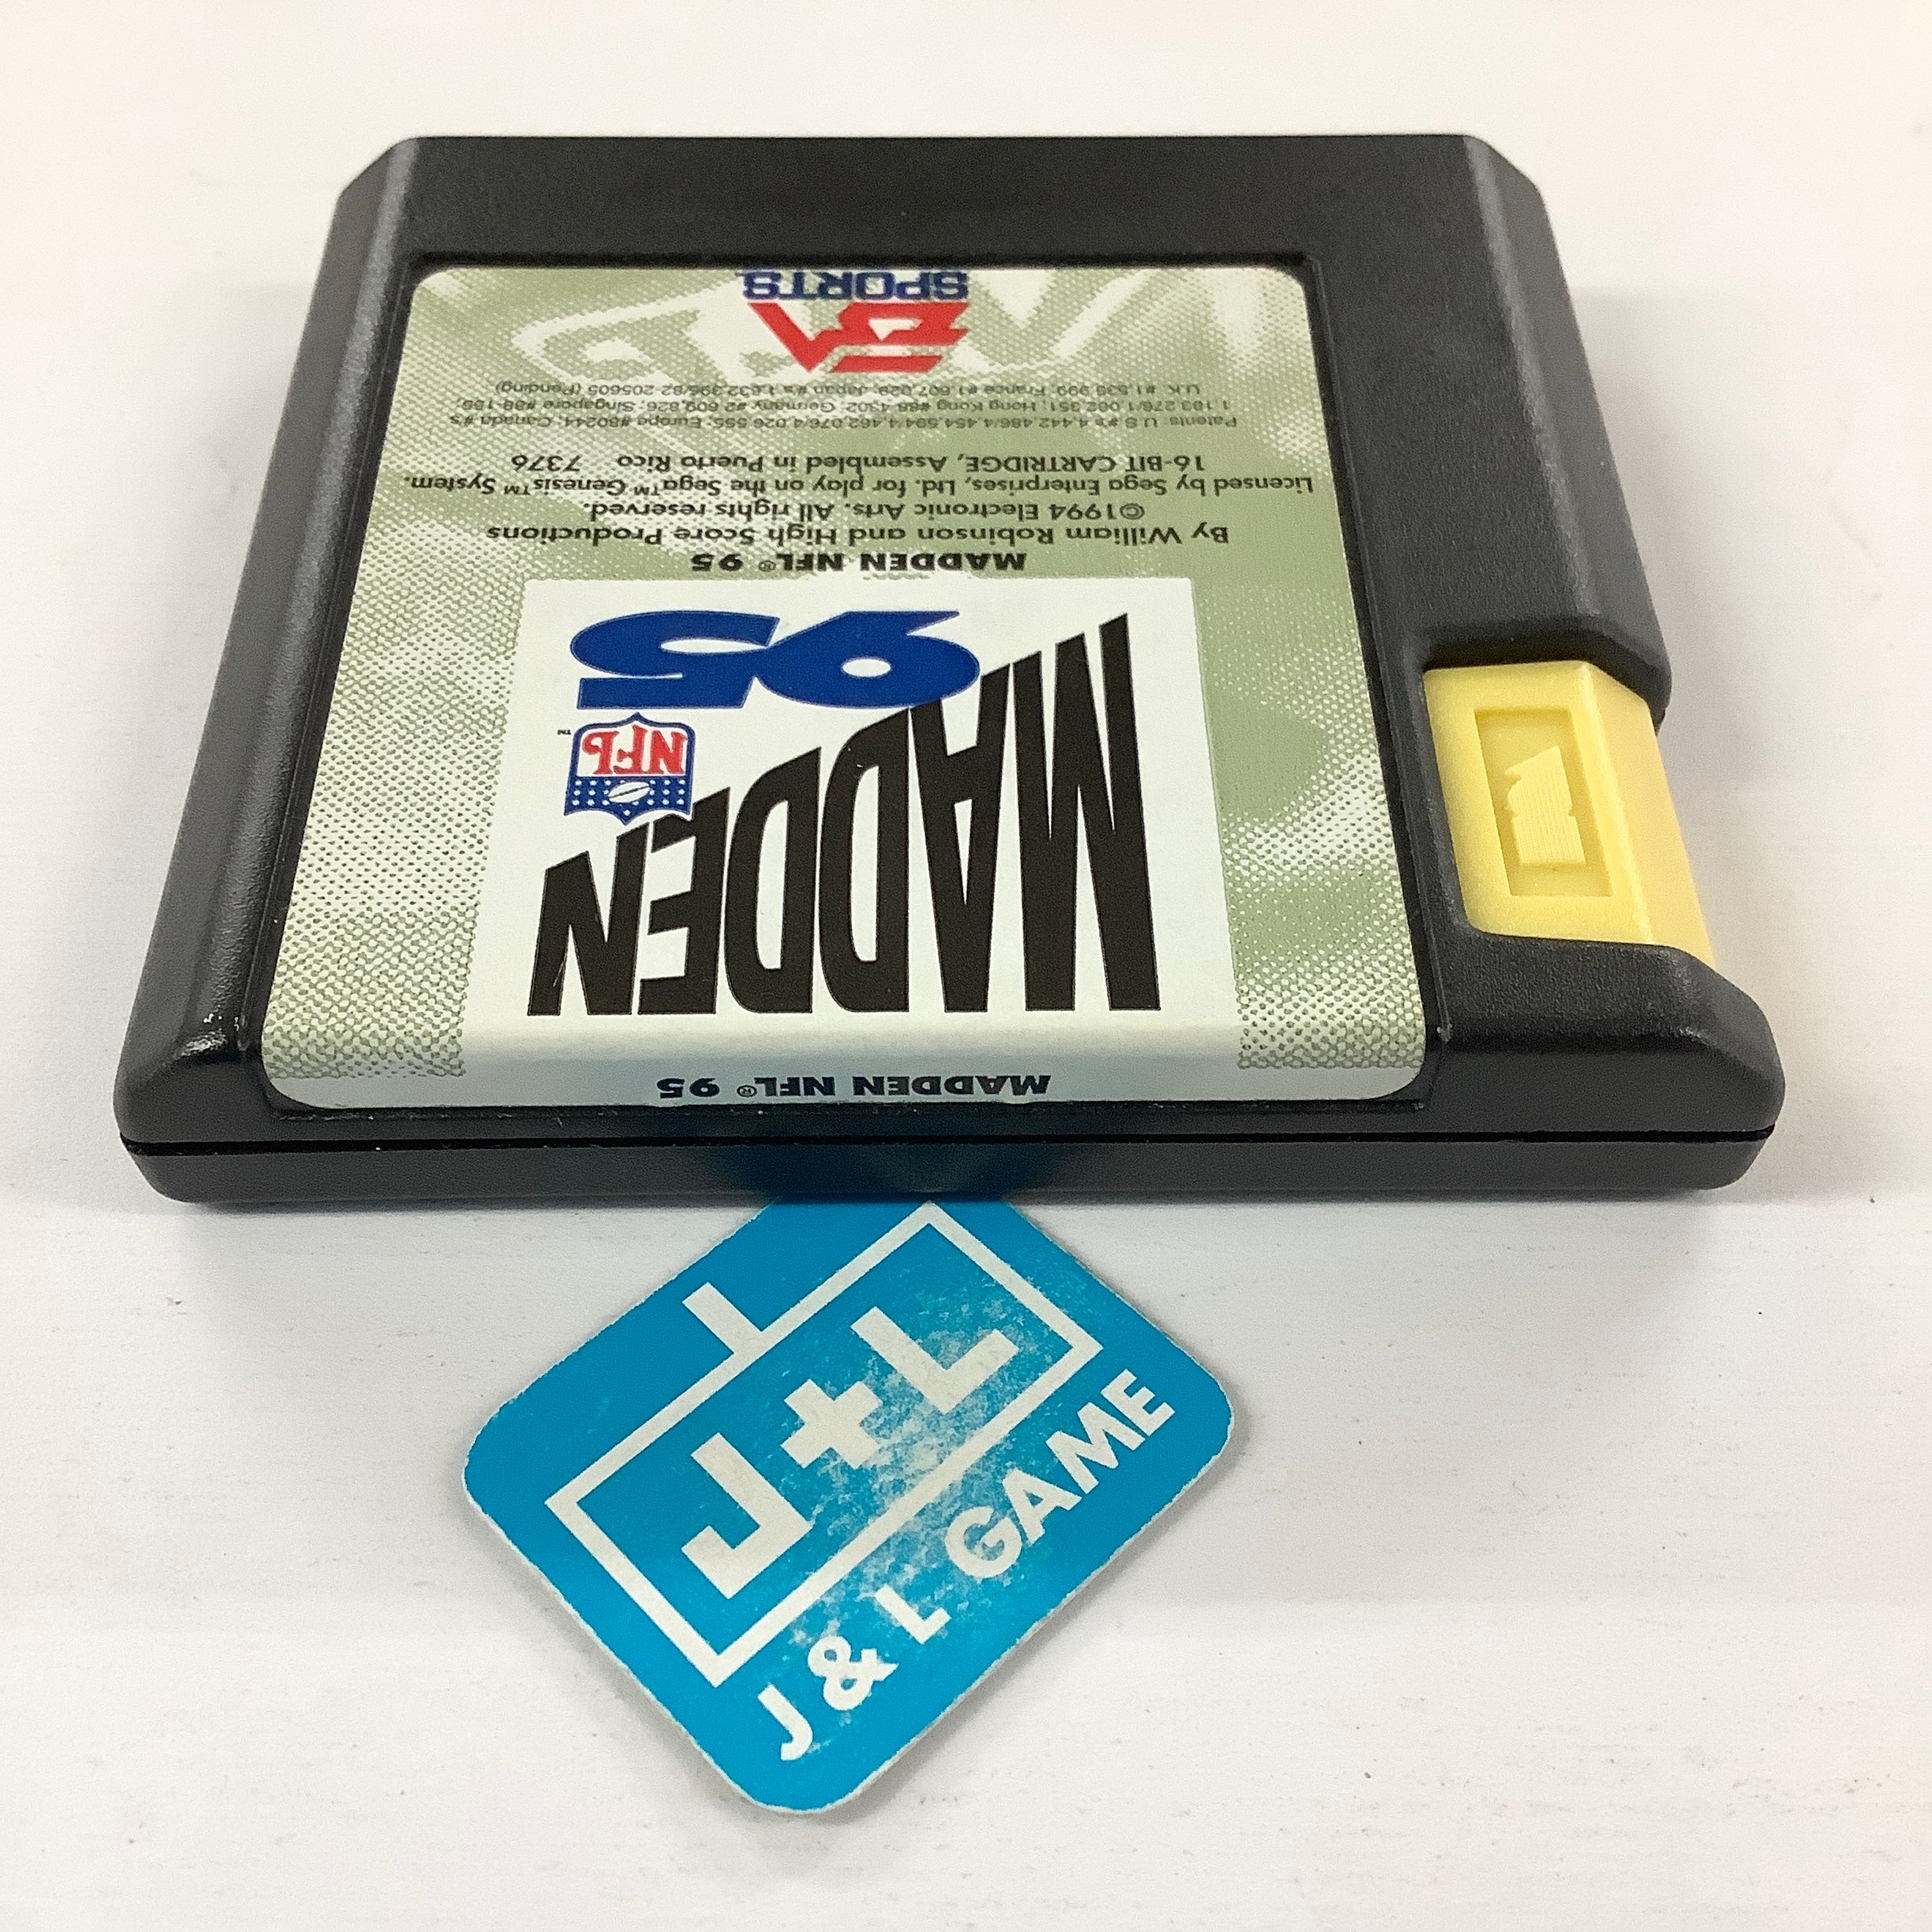 MADDEN NFL® 95
MADDEN
NFL
™
95
MADDEN NFL® 95
By William Robinson and High Score Productions
©1994 Electronic Arts. All rights reserved.
Licensed by Sega Enterprises, Ltd. for play on the Sega™ Genesis™ System.
16-BIT CARTRIDGE, Assembled in Puerto Rico 7376
Patents: U.S. #'s 4,442,486/4,454,594/4,462,076/4,026,555; Europe #80244; Canada #'s
1,183,276/1,082,351; Hong Kong #88-4302; Germany #2,609,826; Singapore #88-155;
U.K. #1,535,999; France #1,607,029; Japan #'s 1,632,396/82-205605 (Pending)
EA
SPORTS
J+L
J & L GAME